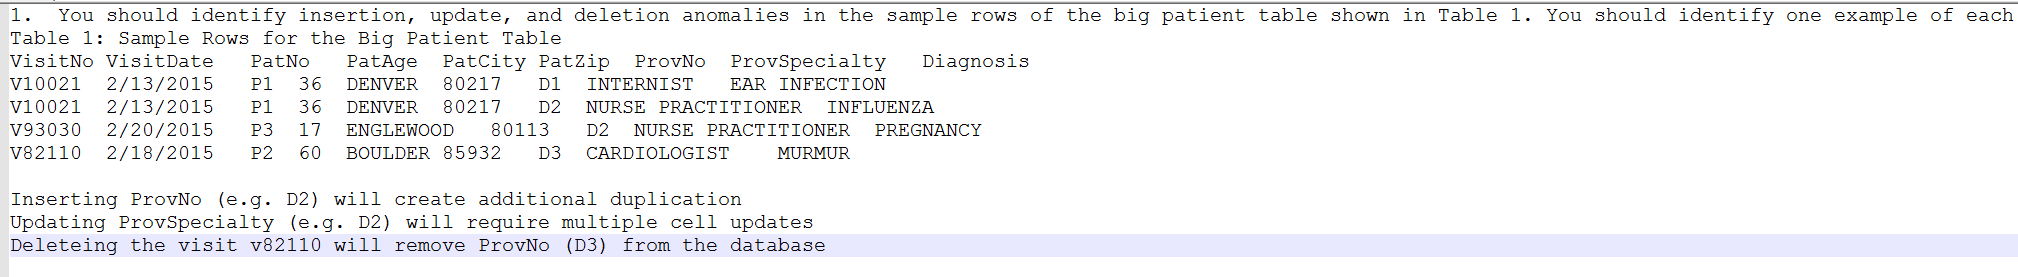 1.  You should identify insertion, update, and deletion anomalies in the sample rows of the big patient table shown in Table 1. You should identify one example of each
Table 1: Sample Rows for the Big Patient Table
VisitNo VisitDate   PatNo   PatAge  PatCity PatZip  ProvNo  ProvSpecialty   Diagnosis
V10021  2/13/2015   P1  36  DENVER  80217   D1  INTERNIST   EAR INFECTION
V10021  2/13/2015   P1  36  DENVER  80217   D2  NURSE PRACTITIONER  INFLUENZA
V93030  2/20/2015   P3  17  ENGLEWOOD   80113   D2  NURSE PRACTITIONER  PREGNANCY
V82110  2/18/2015   P2  60  BOULDER 85932   D3  CARDIOLOGIST    MURMUR
Inserting ProvNo (e.g. D2) will create additional duplication
Updating ProvSpecialty (e.g. D2) will require multiple cell updates
Deleteing the visit v82110 will remove ProvNo (D3) from the database